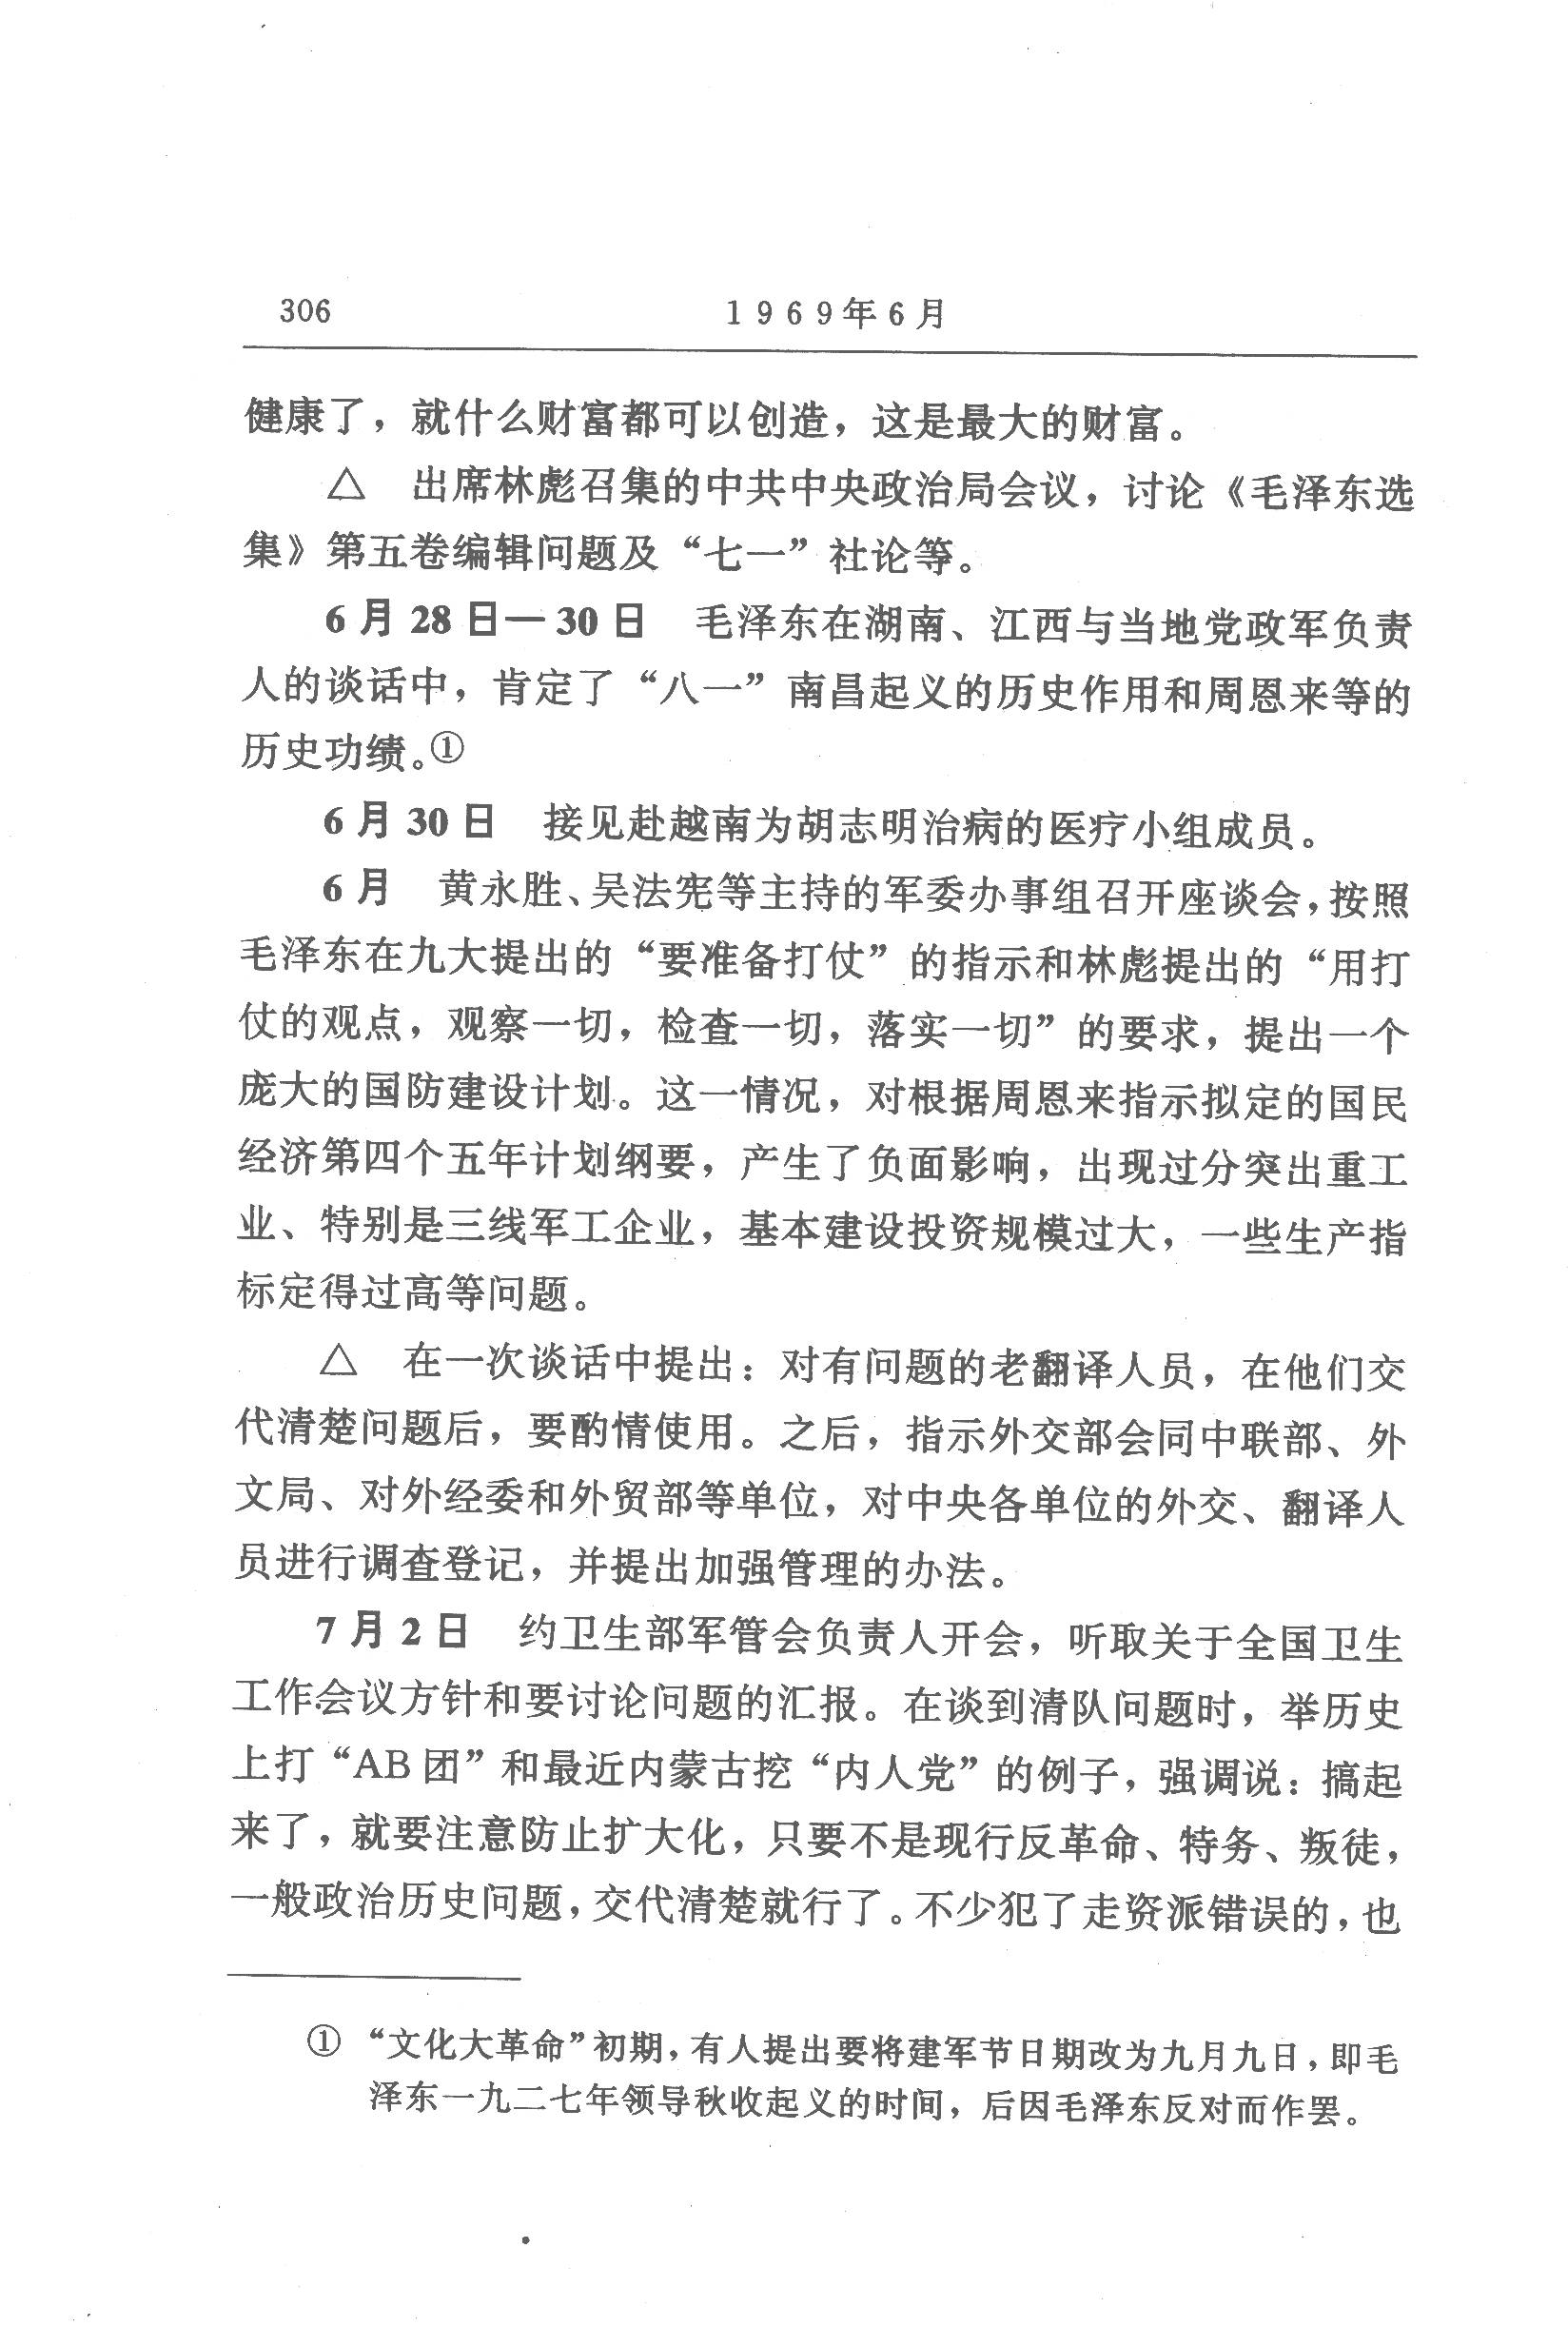 306
1969年6月
健康了，就什么财富都可以创造，这是最大的财富。
△ 出席林彪召集的中共中央政治局会议，讨论《毛泽东选
集》第五卷编辑问题及“七一”社论等。
6月28日—30日 毛泽东在湖南、江西与当地党政军负责
人的谈话中，肯定了“八一”南昌起义的历史作用和周恩来等的
历史功绩。①
6月30日 接见赴越南为胡志明治病的医疗小组成员。
6月 黄永胜、吴法宪等主持的军委办事组召开座谈会，按照
毛泽东在九大提出的“要准备打仗”的指示和林彪提出的“用打
仗的观点，观察一切，检查一切，落实一切”的要求，提出一个
庞大的国防建设计划。这一情况，对根据周恩来指示拟定的国民
经济第四个五年计划纲要，产生了负面影响，出现过分突出重工
业、特别是三线军工企业，基本建设投资规模过大，一些生产指
标定得过高等问题。
△ 在一次谈话中提出：对有问题的老翻译人员，在他们交
代清楚问题后，要酌情使用。之后，指示外交部会同中联部、外
文局、对外经委和外贸部等单位，对中央各单位的外交、翻译人
员进行调查登记，并提出加强管理的办法。
7月2日 约卫生部军管会负责人开会，听取关于全国卫生
工作会议方针和要讨论问题的汇报。在谈到清队问题时，举历史
上打“AB团”和最近内蒙古挖“内人党”的例子，强调说：搞起
来了，就要注意防止扩大化，只要不是现行反革命、特务、叛徒，
一般政治历史问题，交代清楚就行了。不少犯了走资派错误的，也
① “文化大革命”初期，有人提出要将建军节日期改为九月九日，即毛
泽东一九二七年领导秋收起义的时间，后因毛泽东反对而作罢。